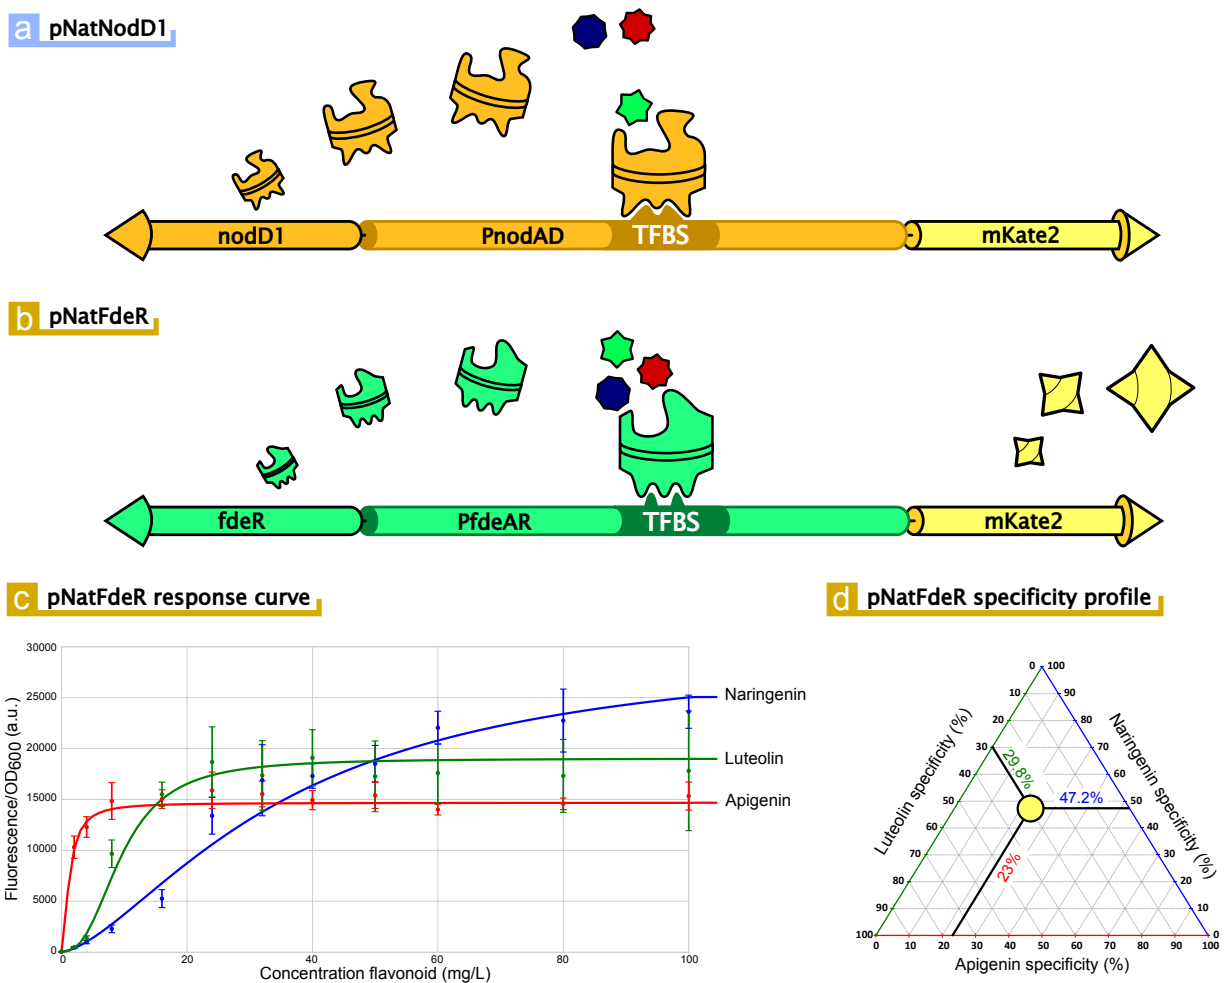 a pNatNodD1
nodD1 PnodAD TFBS mKate2
b pNatFdeR
fdeR PfdeAR TFBS mKate2
c pNatFdeR response curve
Fluorescence/OD600 (a.u.)
30000
25000
20000
15000
10000
5000
0
0 20 40 60 80 100
Concentration flavonoid (mg/L)
Naringenin
Luteolin
Apigenin
d pNatFdeR specificity profile
Luteolin specificity (%)
0
10
20
30
40
50
60
70
80
90
100
Naringenin specificity (%)
100
90
80
70
60
50
40
30
20
10
0
29.8%
47.2%
23%
0 10 20 30 40 50 60 70 80 90 100
Apigenin specificity (%)